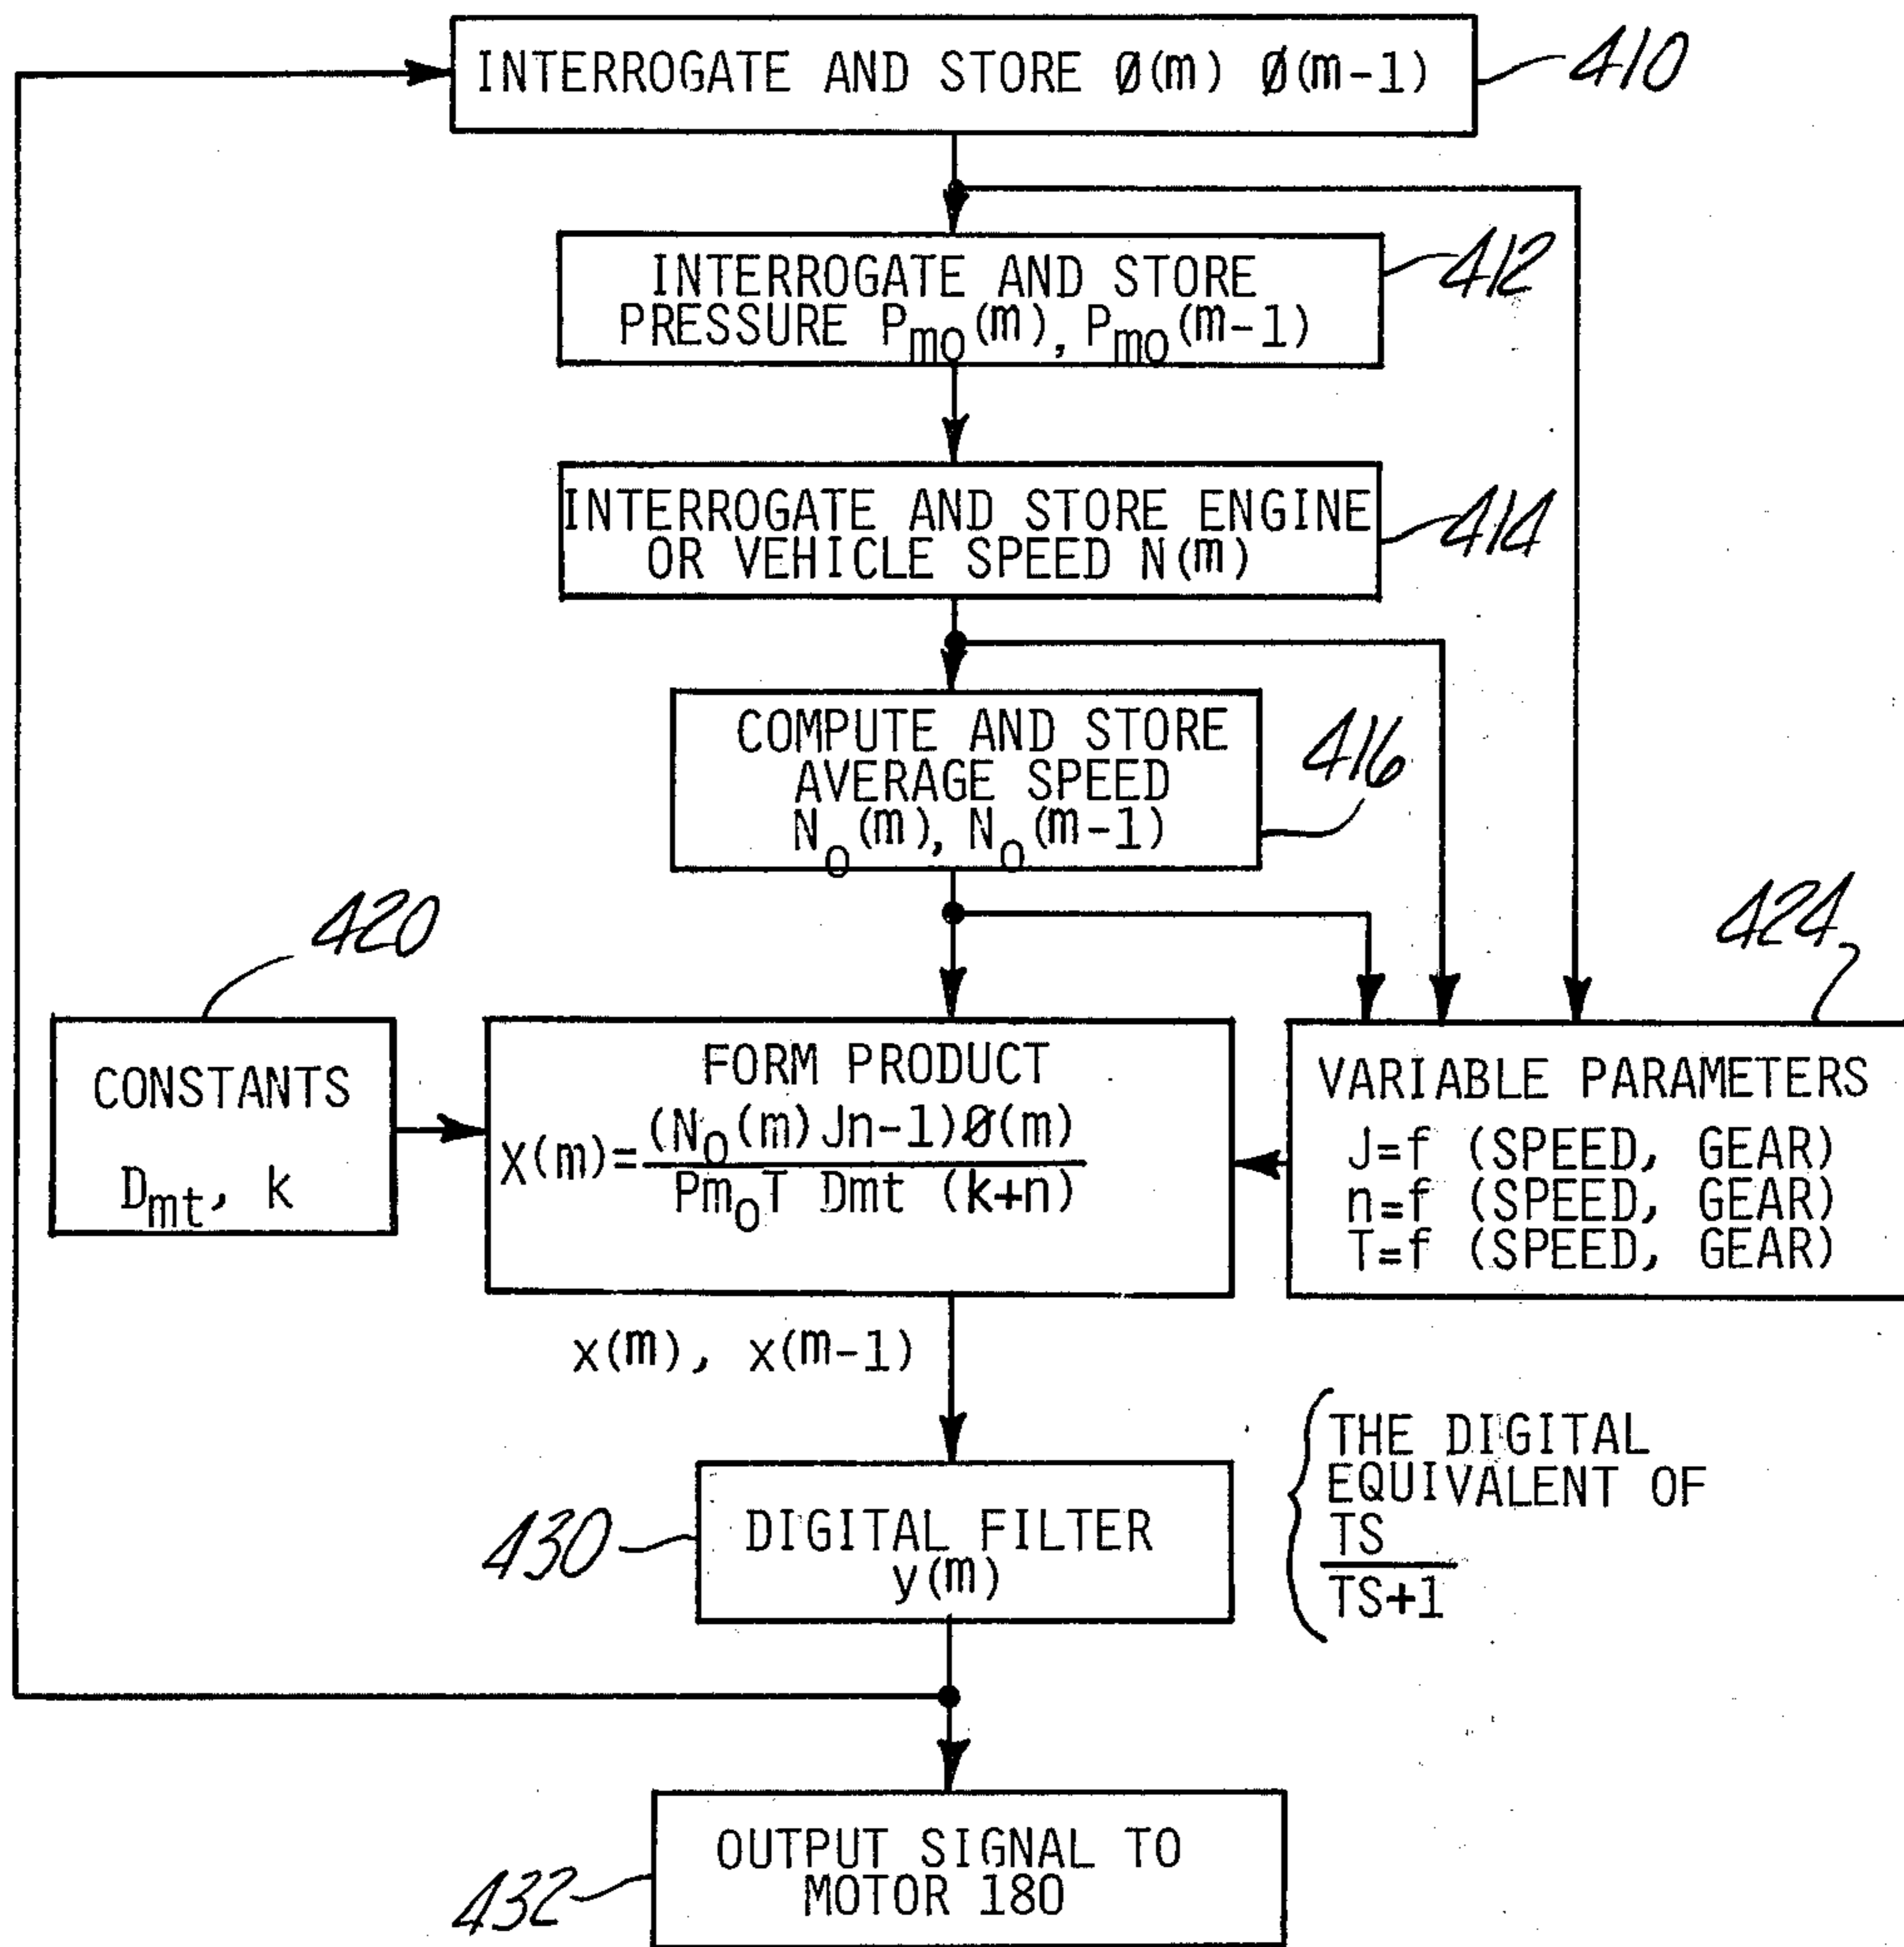 INTERROGATE AND STORE Ø(m) Ø(m-1)
410
INTERROGATE AND STORE
PRESSURE Pmo(m), Pmo(m-1)
412
INTERROGATE AND STORE ENGINE
OR VEHICLE SPEED N(m)
414
COMPUTE AND STORE
AVERAGE SPEED
No(m), No(m-1)
416
420
424
CONSTANTS
Dmt, k
FORM PRODUCT
X(m)=(No(m)Jn-1)Ø(m)
PmoT Dmt (k+n)
VARIABLE PARAMETERS
J=f (SPEED, GEAR)
n=f (SPEED, GEAR)
T=f (SPEED, GEAR)
x(m), x(m-1)
THE DIGITAL
EQUIVALENT OF
TS
TS+1
430
DIGITAL FILTER
y(m)
OUTPUT SIGNAL TO
MOTOR 180
432